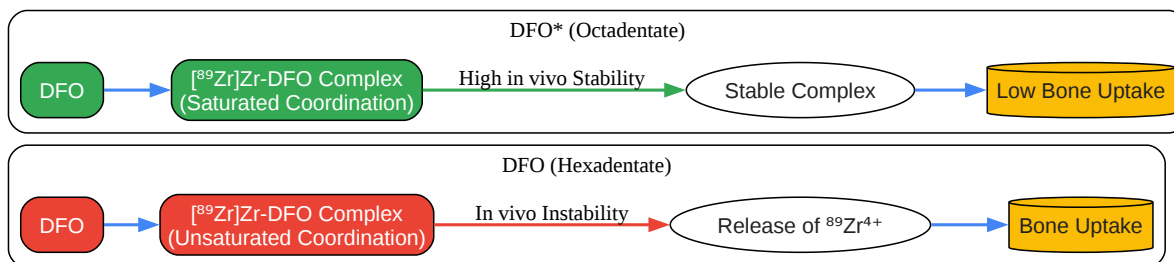 DFO* (Octadentate)
DFO
[⁸⁹Zr]Zr-DFO Complex
(Saturated Coordination)
High in vivo Stability
Stable Complex
Low Bone Uptake
DFO (Hexadentate)
DFO
[⁸⁹Zr]Zr-DFO Complex
(Unsaturated Coordination)
In vivo Instability
Release of ⁸⁹Zr⁴⁺
Bone Uptake